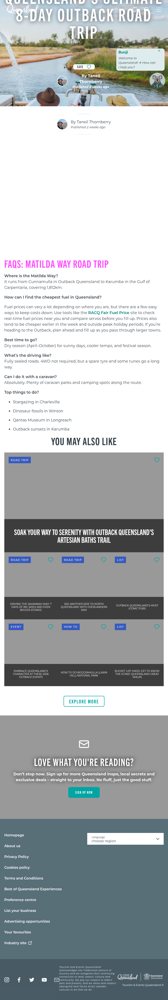 Queensland
QUEENSLAND'S ULTIMATE
8-DAY OUTBACK ROAD
TRIP
Bunji
Welcome to
Queensland! ☀ How can
I help you?
SAVE
By Taneil
Thornberry
Published 2 weeks ago
By Taneil Thornberry
Published 2 weeks ago
FAQS: MATILDA WAY ROAD TRIP
Where is the Matilda Way?
It runs from Cunnamulla in Outback Queensland to Karumba in the Gulf of
Carpentaria, covering 1,812km.
How can I find the cheapest fuel in Queensland?
Fuel prices can vary a lot depending on where you are, but there are a few easy
ways to keep costs down. Use tools like the RACQ Fair Fuel Price site to check
real-time fuel prices near you and compare servos before you fill up. Prices also
tend to be cheaper earlier in the week and outside peak holiday periods. If you're
heading to the Outback, plan ahead and fill up as you pass through larger towns.
Best time to go?
Dry season (April–October) for sunny days, cooler temps, and festival season.
What's the driving like?
Fully sealed roads. 4WD not required, but a spare tyre and some tunes go a long
way.
Can I do it with a caravan?
Absolutely. Plenty of caravan parks and camping spots along the route.
Top things to do?
• Stargazing in Charleville
• Dinosaur fossils in Winton
• Qantas Museum in Longreach
• Outback sunsets in Karumba
YOU MAY ALSO LIKE
ROAD TRIP
SOAK YOUR WAY TO SERENITY WITH OUTBACK QUEENSLAND'S
ARTESIAN BATHS TRAIL
ROAD TRIP
DRIVING THE SAVANNAH WAY: 7
DAYS OF BIG SKIES AND EVEN
BIGGER STORIES
ROAD TRIP
SEE ANOTHER SIDE TO NORTH
QUEENSLAND WITH OVERLANDERS
WAY
LIST
OUTBACK QUEENSLAND'S MOST
ICONIC PUBS
EVENT
EMBRACE QUEENSLAND'S
CHARACTER AT THESE 2026
OUTBACK EVENTS
HOW TO
HOW TO DO BOODJAMULLA (LAWN
HILL) NATIONAL PARK
LIST
BUCKET LIST HIKES: GET TO KNOW
THE ICONIC QUEENSLAND GREAT
WALKS
EXPLORE MORE
LOVE WHAT YOU'RE READING?
Don't stop now. Sign up for more Queensland inspo, local secrets and
exclusive deals – straight to your inbox. No fluff, just the good stuff.
SIGN UP NOW
Homepage
About us
Privacy Policy
Cookies policy
Terms and Conditions
Best of Queensland Experiences
Preference centre
List your business
Advertising opportunities
Your favourites
Industry site
Language
choose region
Tourism and Events Queensland
acknowledges the Traditional Owners of
Country and we recognise their continuing
connection to land, waters, culture and
community. We pay our respect to Elders
past and present, and we value and respect
Aboriginal and Torres Strait Islander
cultures in all that we do.
TOURISM & EVENTS
Queensland
Queensland
Government
Tourism & Events Queensland ©